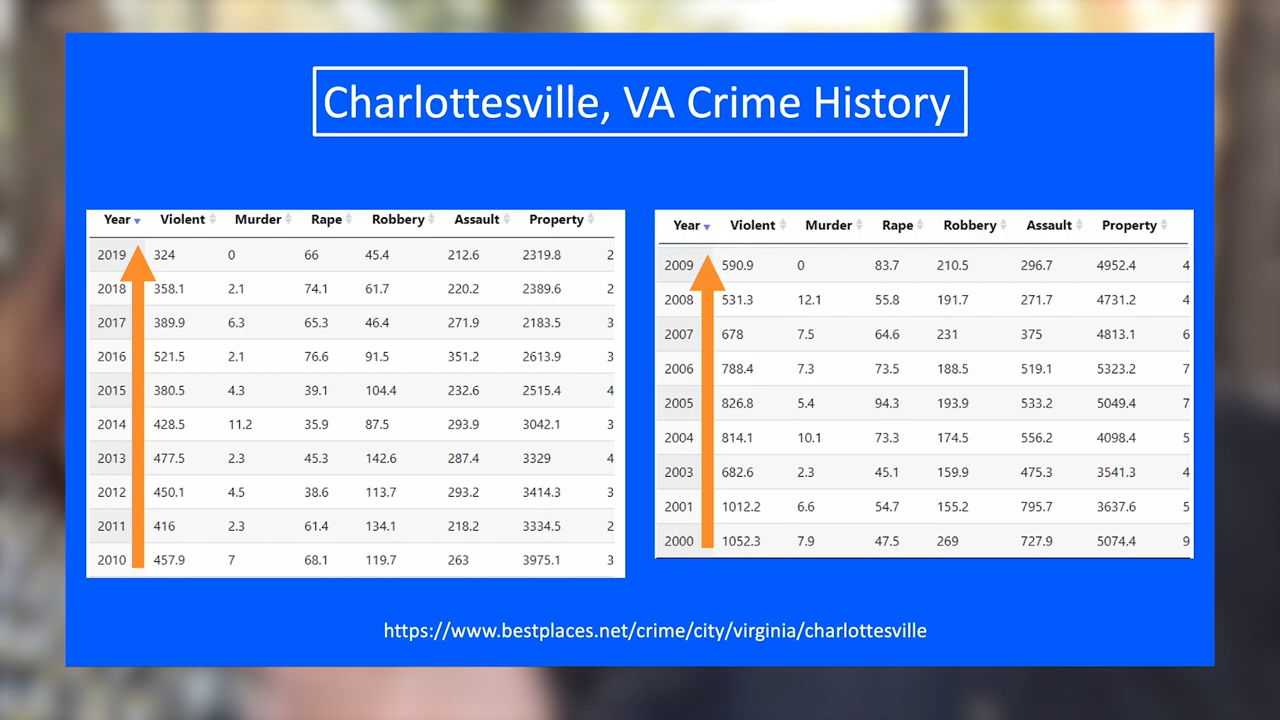 Charlottesville, VA Crime History
Year Violent Murder Rape Robbery Assault Property
2019 324 0 66 45.4 212.6 2319.8 2
2018 358.1 2.1 74.1 61.7 220.2 2389.6 2
2017 389.9 6.3 65.3 46.4 271.9 2183.5 3
2016 521.5 2.1 76.6 91.5 351.2 2613.9 3
2015 380.5 4.3 39.1 104.4 232.6 2515.4 4
2014 428.5 11.2 35.9 87.5 293.9 3042.1 3
2013 477.5 2.3 45.3 142.6 287.4 3329 4
2012 450.1 4.5 38.6 113.7 293.2 3414.3 3
2011 416 2.3 61.4 134.1 218.2 3334.5 2
2010 457.9 7 68.1 119.7 263 3975.1 3
Year Violent Murder Rape Robbery Assault Property
2009 590.9 0 83.7 210.5 296.7 4952.4 4
2008 531.3 12.1 55.8 191.7 271.7 4731.2 4
2007 678 7.5 64.6 231 375 4813.1 6
2006 788.4 7.3 73.5 188.5 519.1 5323.2 7
2005 826.8 5.4 94.3 193.9 533.2 5049.4 7
2004 814.1 10.1 73.3 174.5 556.2 4098.4 5
2003 682.6 2.3 45.1 159.9 475.3 3541.3 4
2001 1012.2 6.6 54.7 155.2 795.7 3637.6 5
2000 1052.3 7.9 47.5 269 727.9 5074.4 9
https://www.bestplaces.net/crime/city/virginia/charlottesville